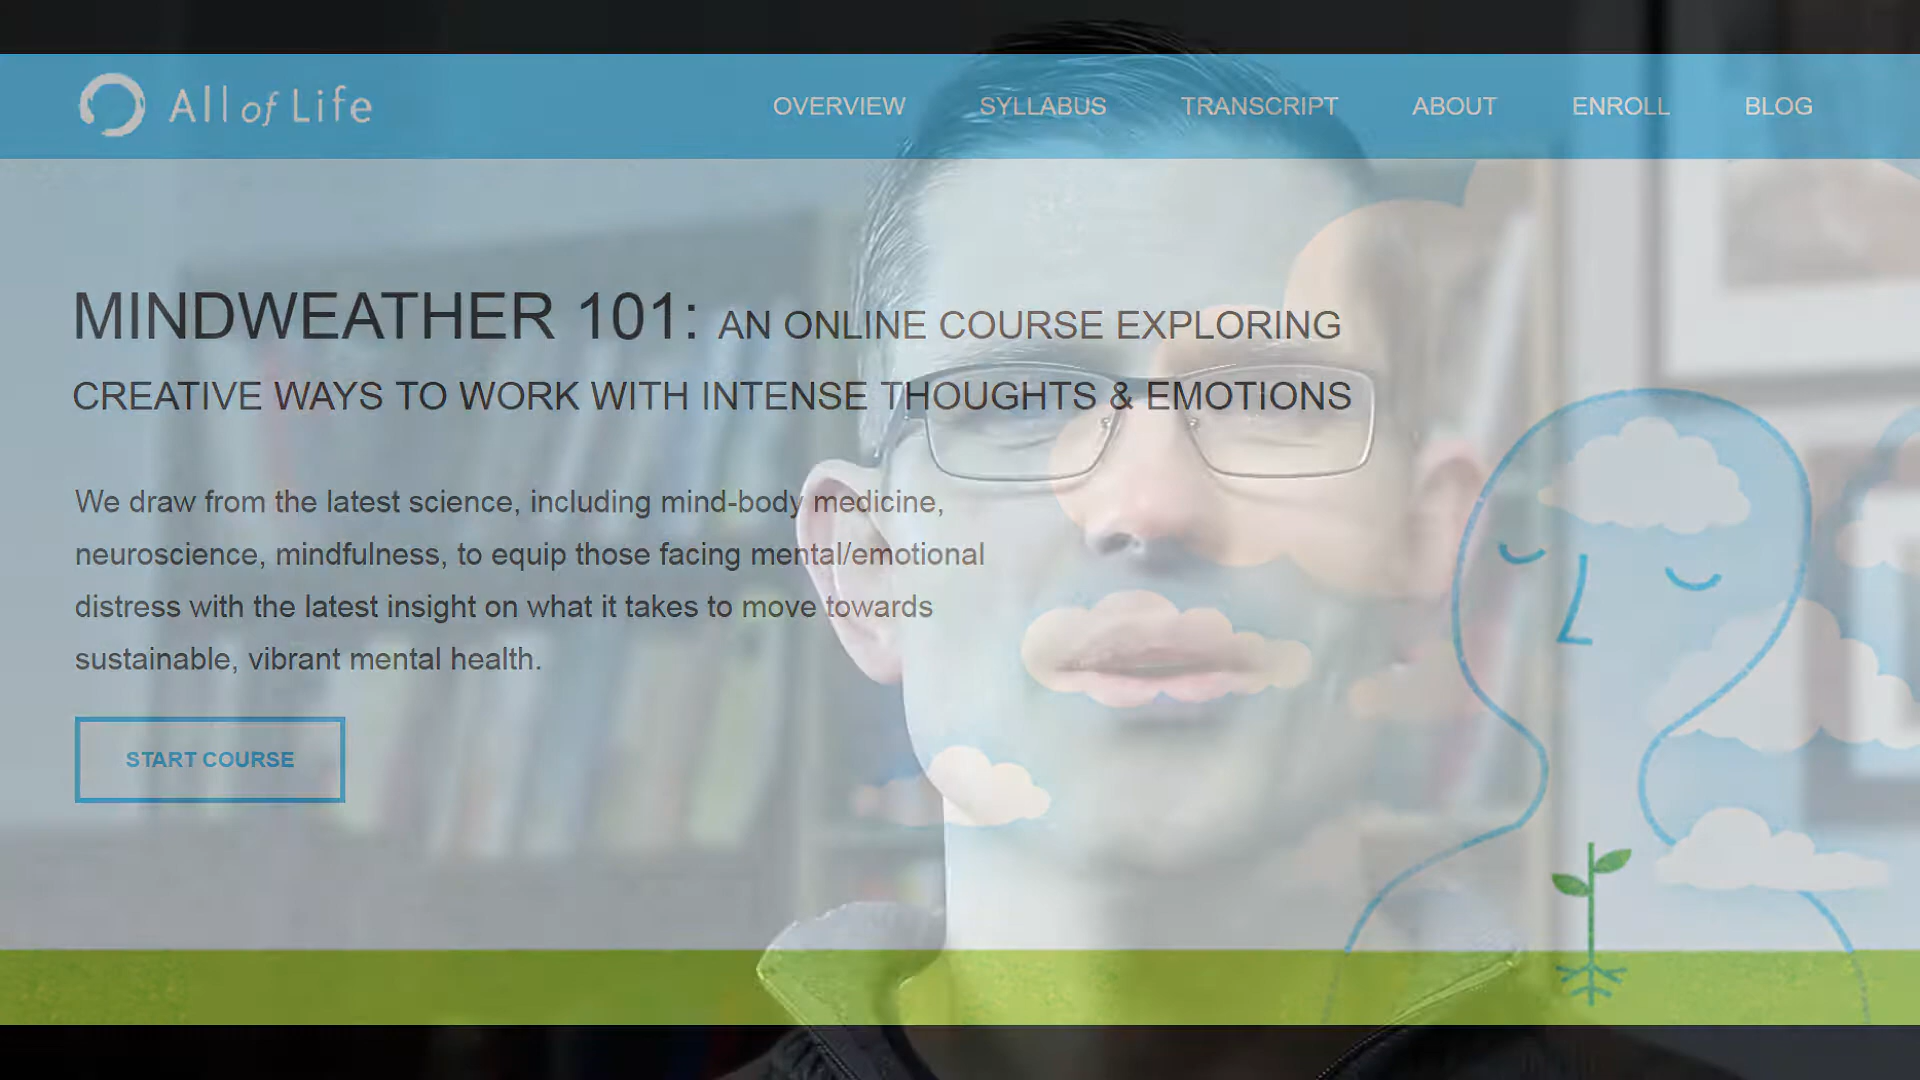 All of Life
OVERVIEW SYLLABUS TRANSCRIPT ABOUT ENROLL BLOG
MINDWEATHER 101: AN ONLINE COURSE EXPLORING
CREATIVE WAYS TO WORK WITH INTENSE THOUGHTS & EMOTIONS
We draw from the latest science, including mind-body medicine,
neuroscience, mindfulness, to equip those facing mental/emotional
distress with the latest insight on what it takes to move towards
sustainable, vibrant mental health.
START COURSE